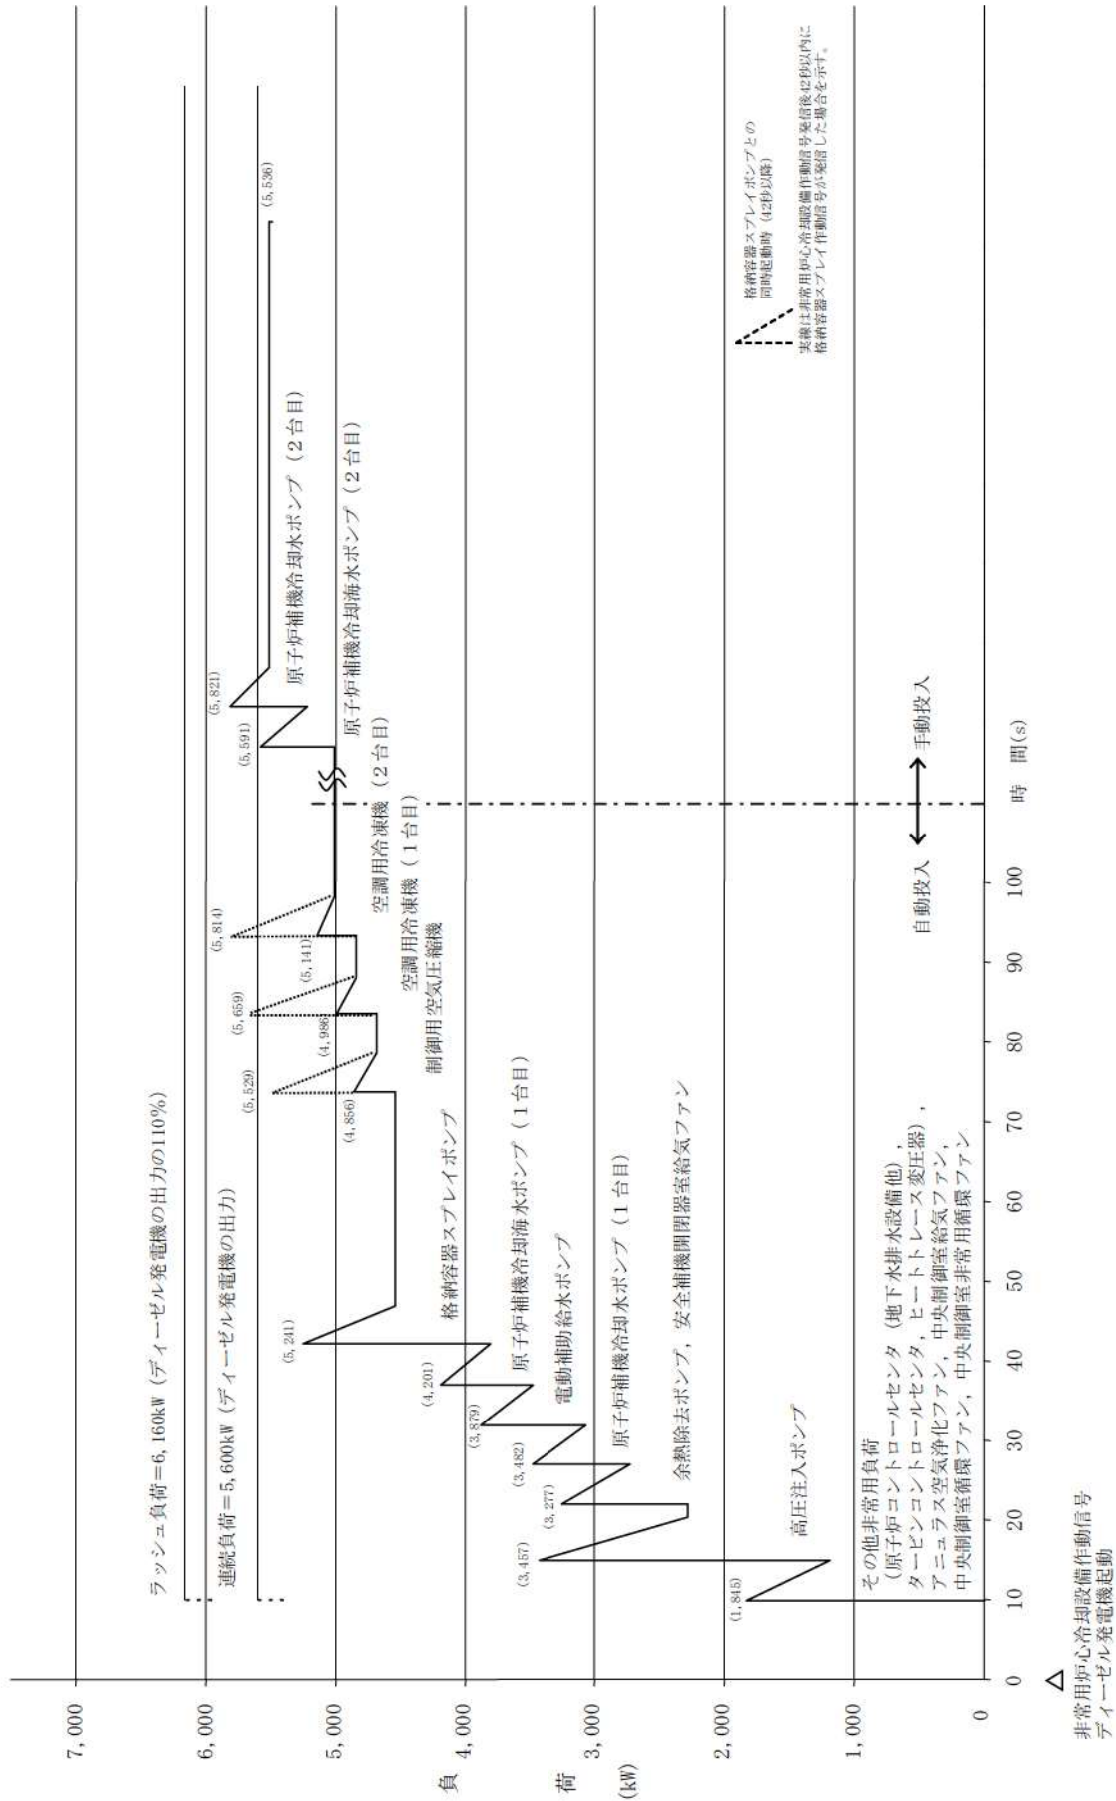 7,000
6,000
5,000
4,000
3,000
2,000
1,000
0
負
荷
(kW)
ラッシュ負荷＝6,160kW（ディーゼル発電機の出力の110％）
連続負荷＝5,600kW（ディーゼル発電機の出力）
(1,845)
(3,457)
(3,277)
(3,482)
(3,879)
(4,201)
(5,241)
(5,529)
(4,856)
(5,659)
(4,986)
(5,814)
(5,141)
(5,591)
(5,821)
(5,536)
その他非常用負荷
（原子炉コントロールセンタ（地下水排水設備他），
タービンコントロールセンタ，ヒートトレース変圧器），
アニュラス空気浄化ファン，中央制御室給気ファン，
中央制御室循環ファン，中央制御室非常用循環ファン
高圧注入ポンプ
余熱除去ポンプ，安全補機開閉器室給気ファン
原子炉補機冷却水ポンプ（１台目）
電動補助給水ポンプ
原子炉補機冷却海水ポンプ（１台目）
格納容器スプレイポンプ
制御用空気圧縮機
空調用冷凍機（１台目）
空調用冷凍機（２台目）
原子炉補機冷却海水ポンプ（２台目）
原子炉補機冷却水ポンプ（２台目）
格納容器スプレイポンプとの
同時起動時（42秒以降）
実線は非常用炉心冷却設備作動信号発信後42秒以内に
格納容器スプレイ作動信号が発信した場合を示す。
自動投入
手動投入
0
10
20
30
40
50
60
70
80
90
100
時 間(s)
非常用炉心冷却設備作動信号
ディーゼル発電機起動